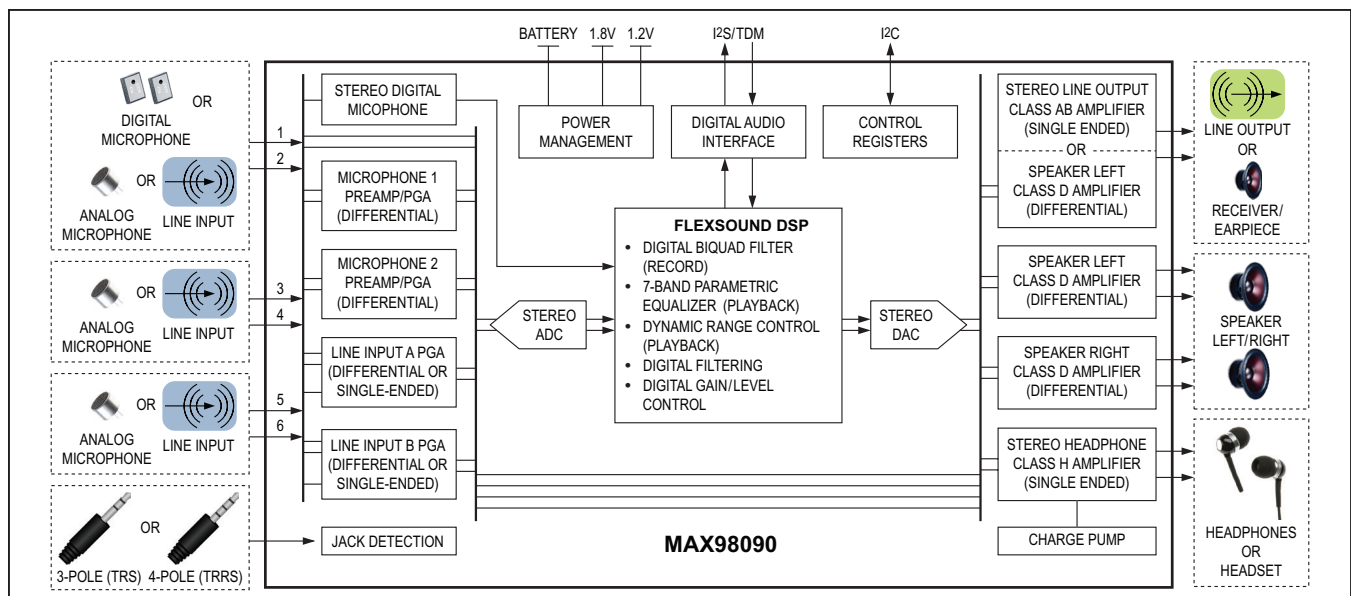 BATTERY 1.8V 1.2V
I2S/TDM
I2C
DIGITAL
MICROPHONE
OR
ANALOG
MICROPHONE
OR
LINE INPUT
1
2
ANALOG
MICROPHONE
OR
LINE INPUT
3
4
ANALOG
MICROPHONE
OR
LINE INPUT
5
6
3-POLE (TRS)
OR
4-POLE (TRRS)
STEREO DIGITAL
MICOPHONE
MICROPHONE 1
PREAMP/PGA
(DIFFERENTIAL)
MICROPHONE 2
PREAMP/PGA
(DIFFERENTIAL)
LINE INPUT A PGA
(DIFFERENTIAL OR
SINGLE-ENDED)
LINE INPUT B PGA
(DIFFERENTIAL OR
SINGLE-ENDED)
JACK DETECTION
POWER
MANAGEMENT
DIGITAL AUDIO
INTERFACE
CONTROL
REGISTERS
STEREO
ADC
FLEXSOUND DSP
• DIGITAL BIQUAD FILTER
(RECORD)
• 7-BAND PARAMETRIC
EQUALIZER (PLAYBACK)
• DYNAMIC RANGE CONTROL
(PLAYBACK)
• DIGITAL FILTERING
• DIGITAL GAIN/LEVEL
CONTROL
STEREO
DAC
MAX98090
STEREO LINE OUTPUT
CLASS AB AMPLIFIER
(SINGLE ENDED)
OR
SPEAKER LEFT
CLASS D AMPLIFIER
(DIFFERENTIAL)
SPEAKER LEFT
CLASS D AMPLIFIER
(DIFFERENTIAL)
SPEAKER RIGHT
CLASS D AMPLIFIER
(DIFFERENTIAL)
STEREO HEADPHONE
CLASS H AMPLIFIER
(SINGLE ENDED)
CHARGE PUMP
LINE OUTPUT
OR
RECEIVER/
EARPIECE
SPEAKER
LEFT/RIGHT
HEADPHONES
OR
HEADSET